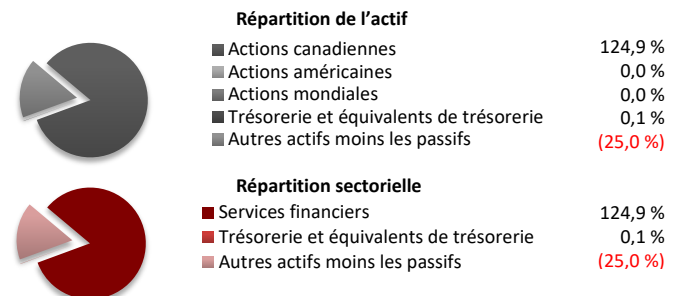 Répartition de l’actif
Actions canadiennes 124,9 %
Actions américaines 0,0 %
Actions mondiales 0,0 %
Trésorerie et équivalents de trésorerie 0,1 %
Autres actifs moins les passifs (25,0 %)
Répartition sectorielle
Services financiers 124,9 %
Trésorerie et équivalents de trésorerie 0,1 %
Autres actifs moins les passifs (25,0 %)